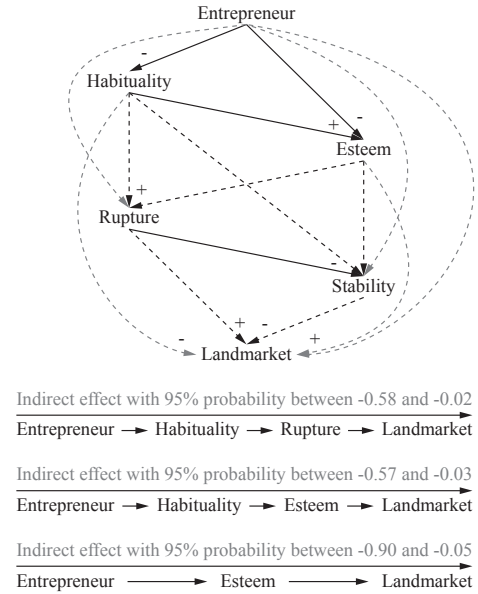 Entrepreneur
-
Habituality
-
+
Esteem
+
Rupture
-
Stability
+ -
- +
Landmarket
Indirect effect with 95% probability between -0.58 and -0.02
Entrepreneur Habituality Rupture Landmarket
Indirect effect with 95% probability between -0.57 and -0.03
Entrepreneur Habituality Esteem Landmarket
Indirect effect with 95% probability between -0.90 and -0.05
Entrepreneur Esteem Landmarket